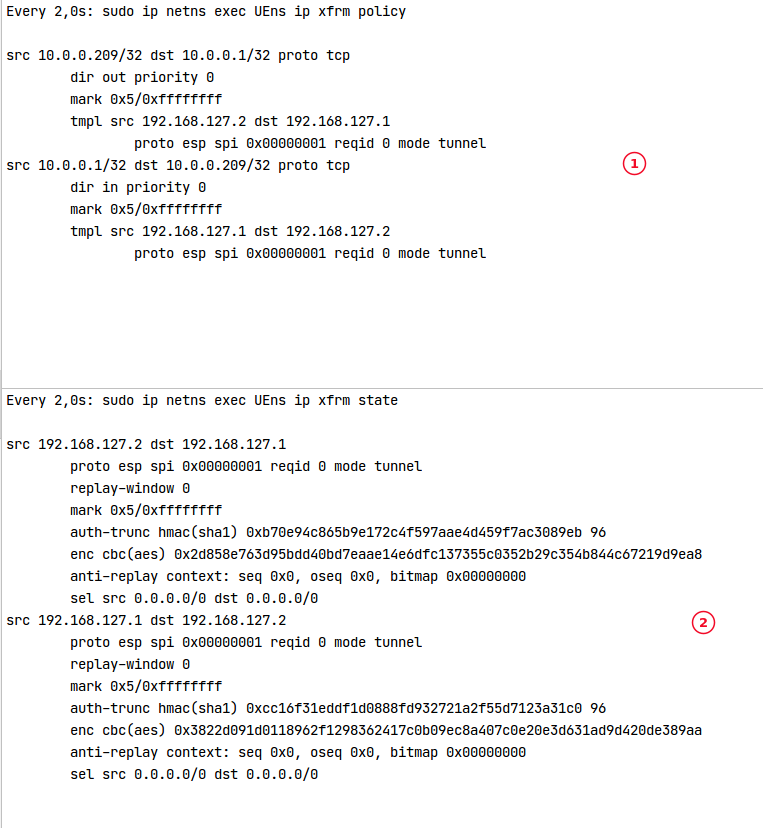 Every 2,0s: sudo ip netns exec UEns ip xfrm policy
src 10.0.0.209/32 dst 10.0.0.1/32 proto tcp
dir out priority 0
mark 0x5/0xffffffff
tmpl src 192.168.127.2 dst 192.168.127.1
proto esp spi 0x00000001 reqid 0 mode tunnel
src 10.0.0.1/32 dst 10.0.0.209/32 proto tcp
1
dir in priority 0
mark 0x5/0xffffffff
tmpl src 192.168.127.1 dst 192.168.127.2
proto esp spi 0x00000001 reqid 0 mode tunnel
Every 2,0s: sudo ip netns exec UEns ip xfrm state
src 192.168.127.2 dst 192.168.127.1
proto esp spi 0x00000001 reqid 0 mode tunnel
replay-window 0
mark 0x5/0xffffffff
auth-trunc hmac(sha1) 0xb70e94c865b9e172c4f597aae4d459f7ac3089eb 96
enc cbc(aes) 0x2d858e763d95bdd40bd7eaae14e6dfc137355c0352b29c354b844c67219d9ea8
anti-replay context: seq 0x0, oseq 0x0, bitmap 0x00000000
sel src 0.0.0.0/0 dst 0.0.0.0/0
src 192.168.127.1 dst 192.168.127.2
2
proto esp spi 0x00000001 reqid 0 mode tunnel
replay-window 0
mark 0x5/0xffffffff
auth-trunc hmac(sha1) 0xcc16f31eddf1d0888fd932721a2f55d7123a31c0 96
enc cbc(aes) 0x3822d091d0118962f1298362417c0b09ec8a407c0e20e3d631ad9d420de389aa
anti-replay context: seq 0x0, oseq 0x0, bitmap 0x00000000
sel src 0.0.0.0/0 dst 0.0.0.0/0